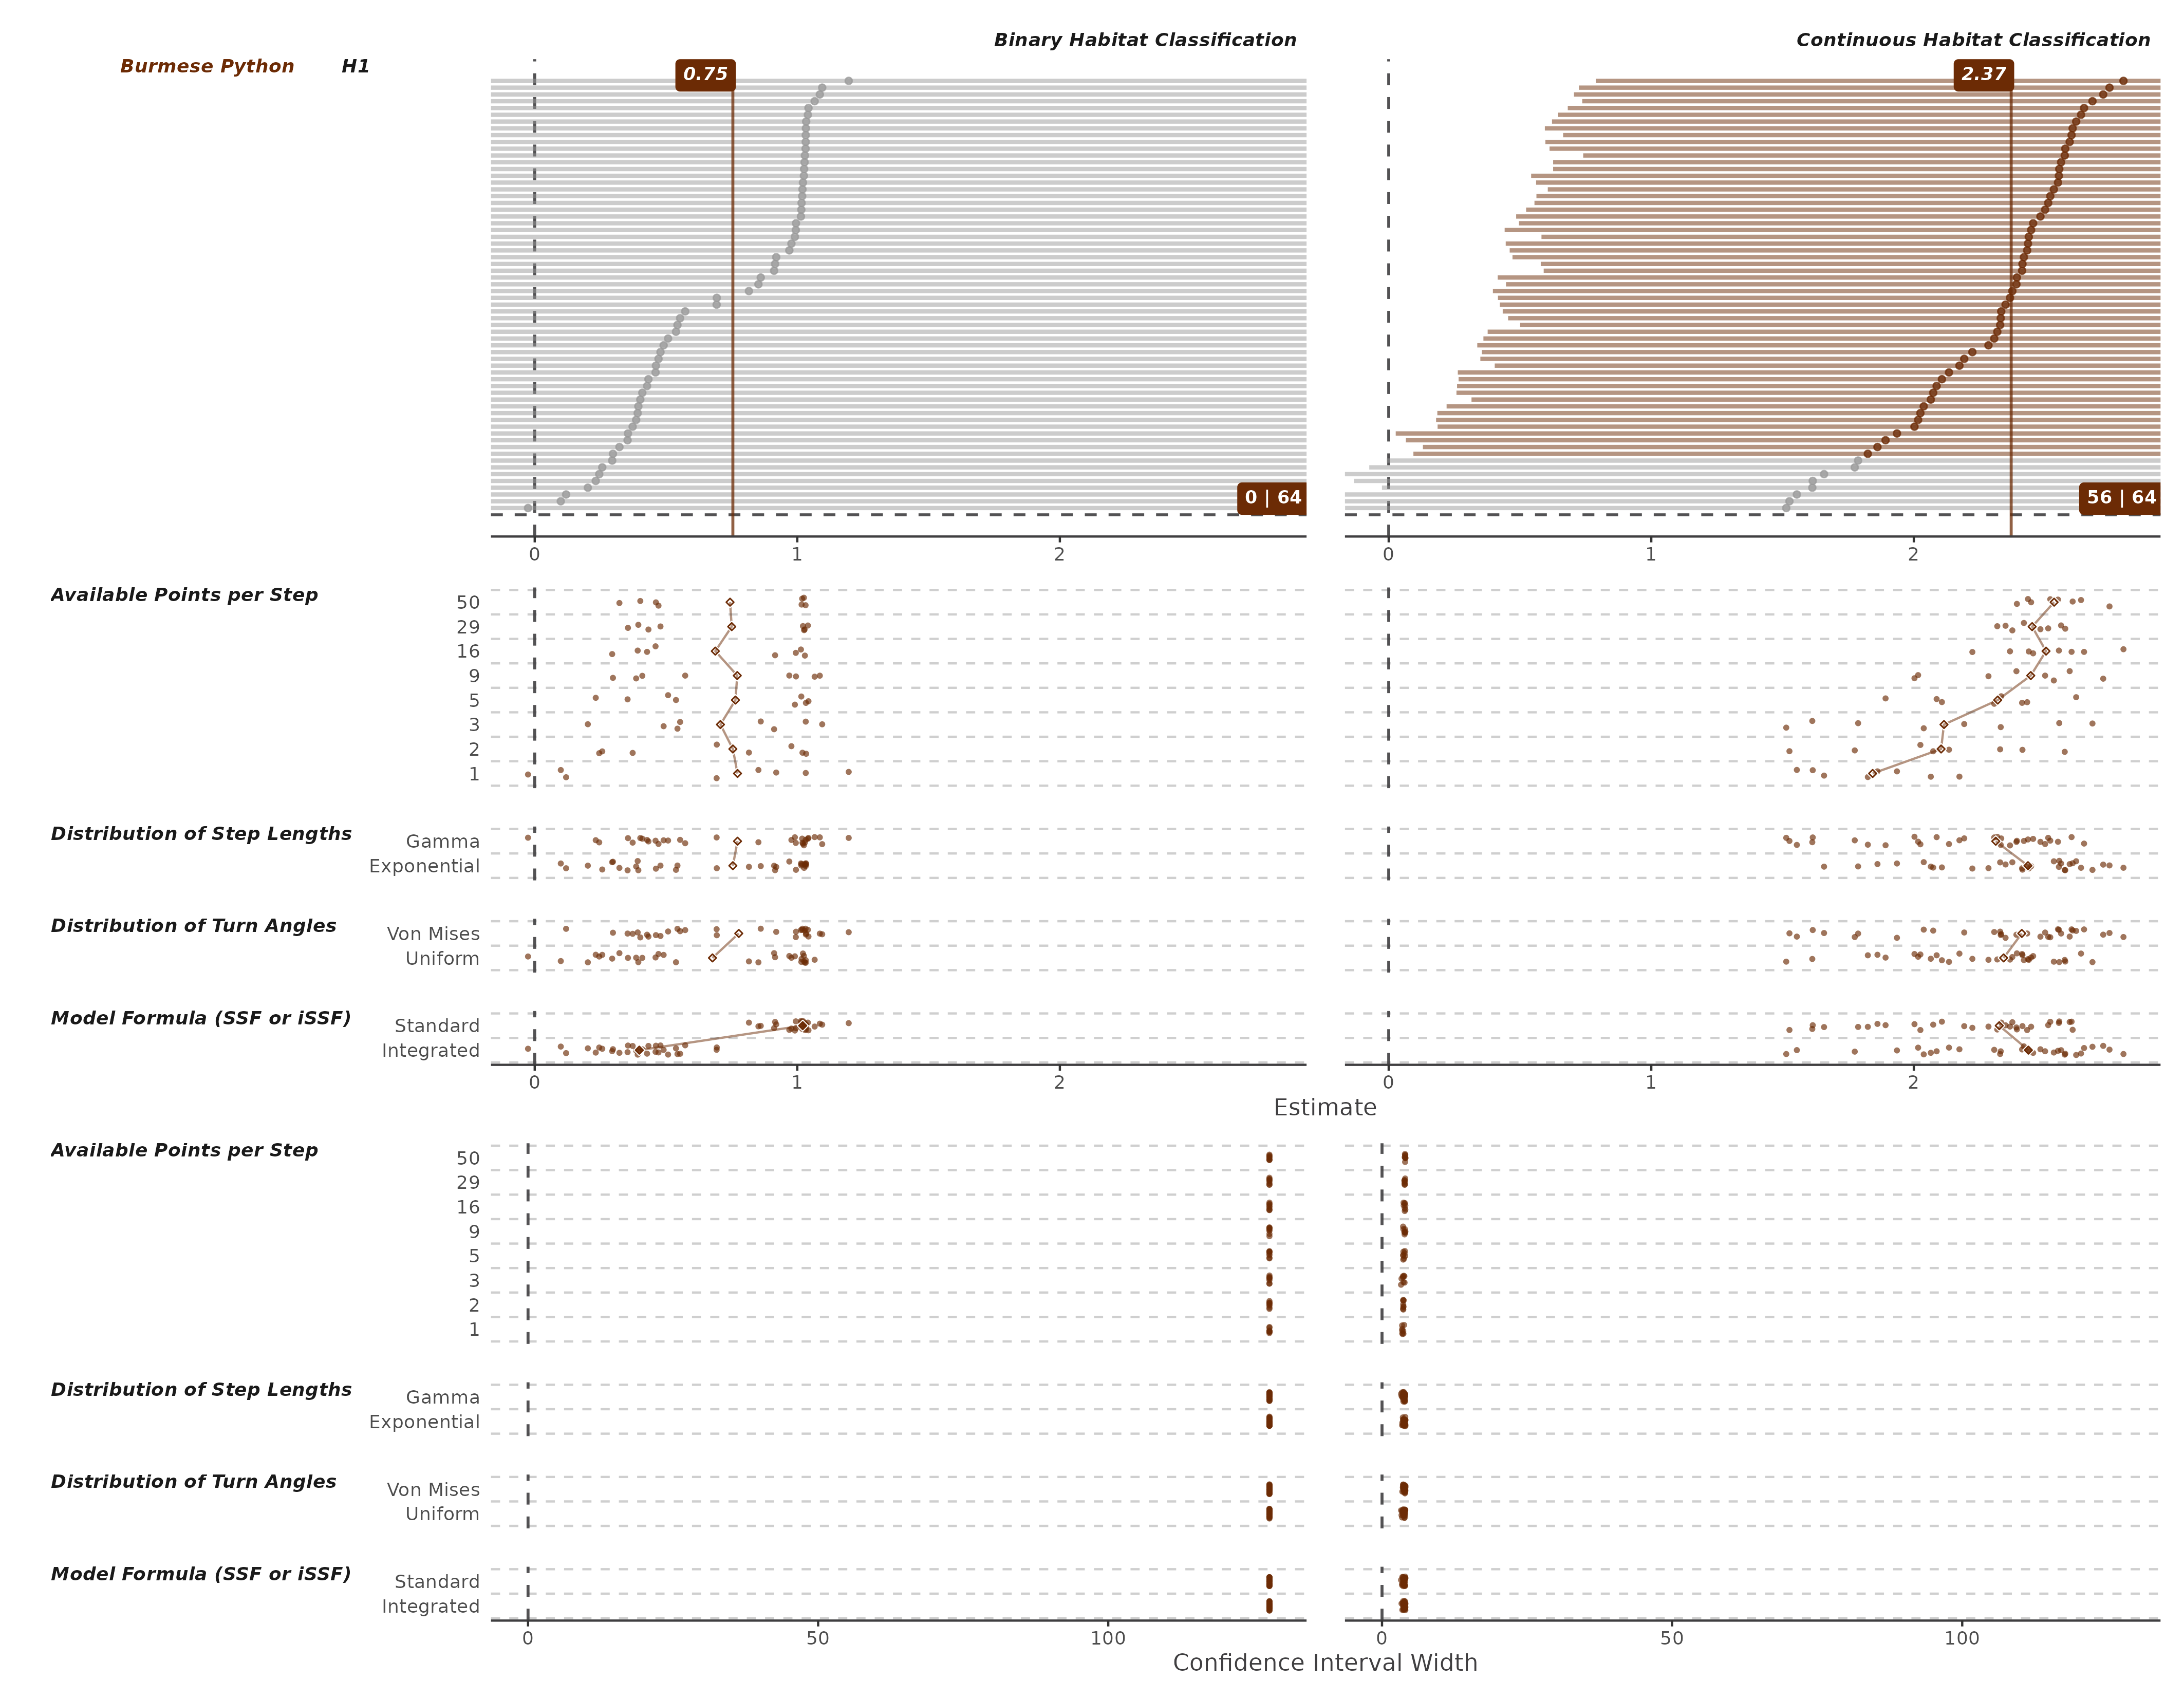 Binary Habitat Classification
Continuous Habitat Classification
Burmese Python H1
0.75
2.37
0 | 64
56 | 64
0 1 2
0 1 2
Available Points per Step
50
29
16
9
5
3
2
1
Distribution of Step Lengths
Gamma
Exponential
Distribution of Turn Angles
Von Mises
Uniform
Model Formula (SSF or iSSF)
Standard
Integrated
0 1 2
0 1 2
Estimate
Available Points per Step
50
29
16
9
5
3
2
1
Distribution of Step Lengths
Gamma
Exponential
Distribution of Turn Angles
Von Mises
Uniform
Model Formula (SSF or iSSF)
Standard
Integrated
0 50 100
0 50 100
Confidence Interval Width